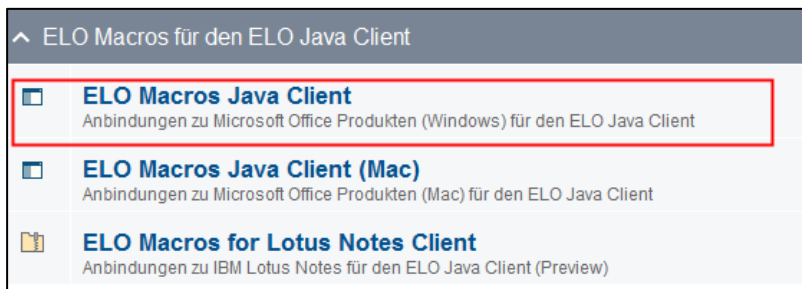 ELO Macros für den ELO Java Client
ELO Macros Java Client
Anbindungen zu Microsoft Office Produkten (Windows) für den ELO Java Client
ELO Macros Java Client (Mac)
Anbindungen zu Microsoft Office Produkten (Mac) für den ELO Java Client
ELO Macros for Lotus Notes Client
Anbindungen zu IBM Lotus Notes für den ELO Java Client (Preview)